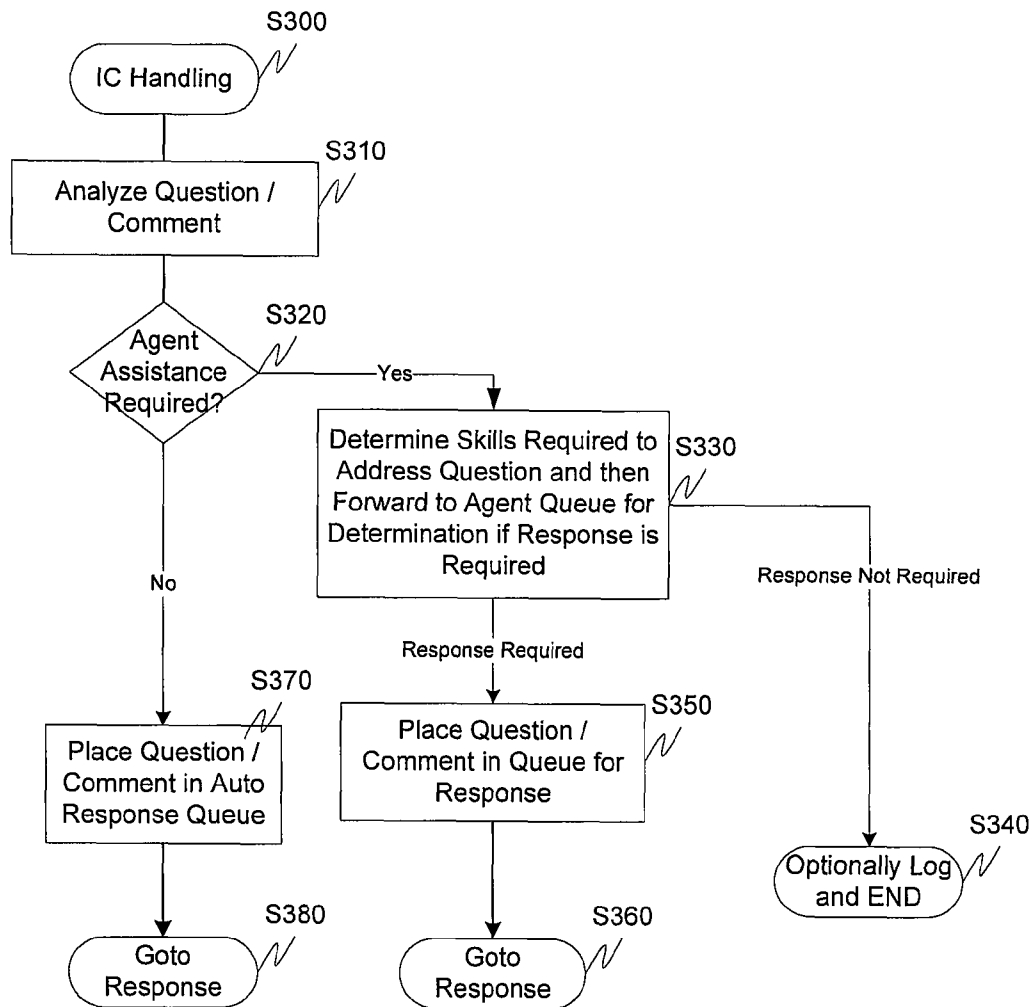 S300
IC Handling
S310
Analyze Question /
Comment
S320
Agent
Assistance
Required?
Yes
Determine Skills Required to
Address Question and then
Forward to Agent Queue for
Determination if Response is
Required
S330
No
Response Not Required
Response Required
S370
Place Question /
Comment in Auto
Response Queue
S350
Place Question /
Comment in Queue for
Response
S340
Optionally Log
and END
S380
Goto
Response
S360
Goto
Response